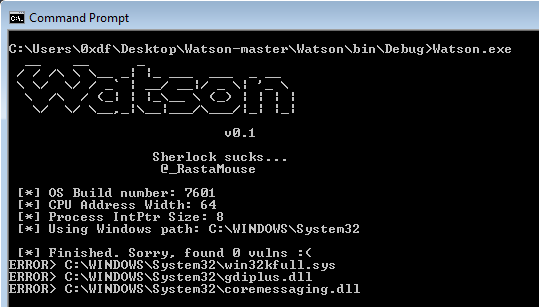 Command Prompt
C:\Users\0xdf\Desktop\Watson-master\Watson\bin\Debug>Watson.exe
Watson
v0.1
Sherlock sucks...
@_RastaMouse
[*] OS Build number: 7601
[*] CPU Address Width: 64
[*] Process IntPtr Size: 8
[*] Using Windows path: C:\WINDOWS\System32
[*] Finished. Sorry, found 0 vulns :(
ERROR> C:\WINDOWS\System32\win32kfull.sys
ERROR> C:\WINDOWS\System32\gdiplus.dll
ERROR> C:\WINDOWS\System32\coremessaging.dll